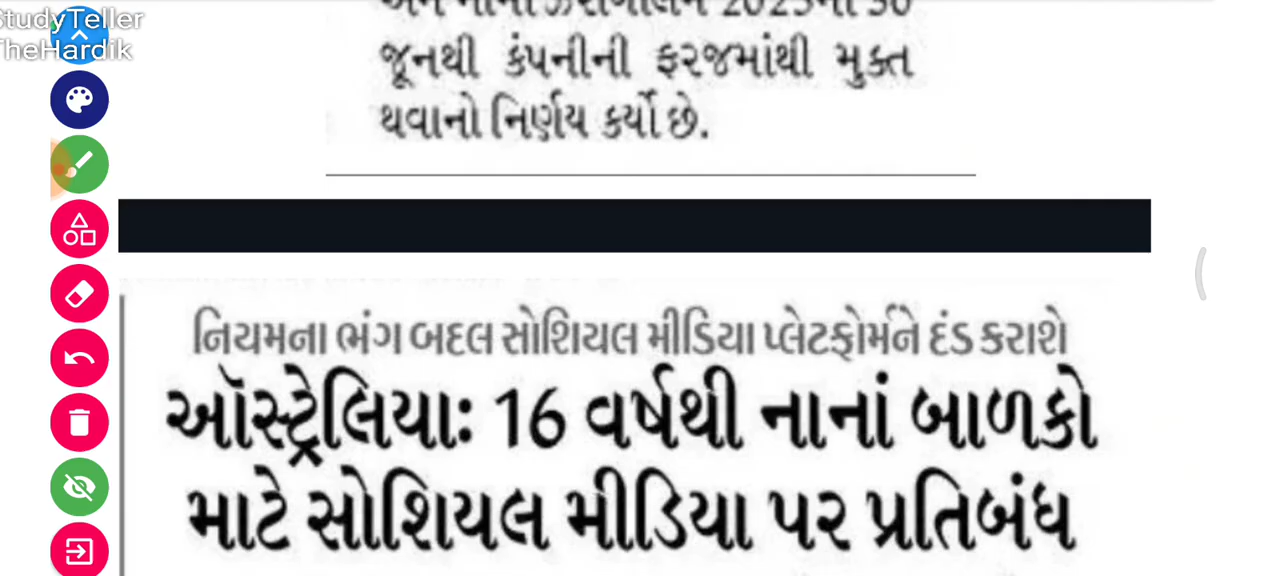 StudyTeller
TheHardik
જૂનથી કંપનીની ફરજમાંથી મુક્ત
થવાનો નિર્ણય કર્યો છે.
નિયમના ભંગ બદલ સોશિયલ મીડિયા પ્લેટફોર્મને દંડ કરાશે
ઑસ્ટ્રેલિયાઃ 16 વર્ષથી નાનાં બાળકો
માટે સોશિયલ મીડિયા પર પ્રતિબંધ